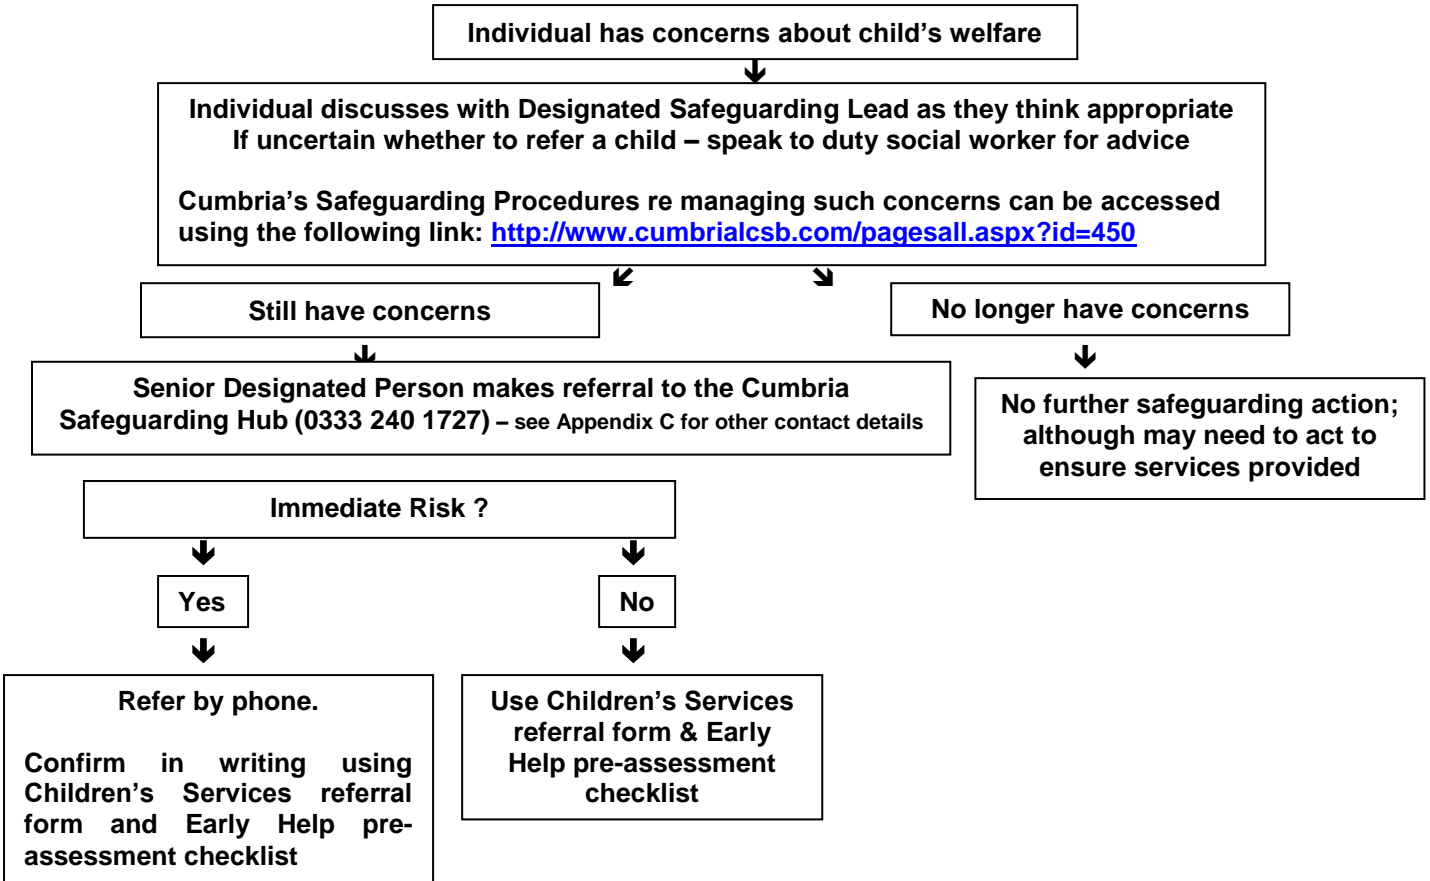 Individual has concerns about child’s welfare
Individual discusses with Designated Safeguarding Lead as they think appropriate
If uncertain whether to refer a child – speak to duty social worker for advice
Cumbria’s Safeguarding Procedures re managing such concerns can be accessed
using the following link: http://www.cumbrialcsb.com/pagesall.aspx?id=450
Still have concerns
No longer have concerns
Senior Designated Person makes referral to the Cumbria
Safeguarding Hub (0333 240 1727) – see Appendix C for other contact details
No further safeguarding action;
although may need to act to
ensure services provided
Immediate Risk ?
Yes
No
Refer by phone.
Confirm in writing using
Children’s Services referral
form and Early Help pre-
assessment checklist
Use Children’s Services
referral form & Early
Help pre-assessment
checklist